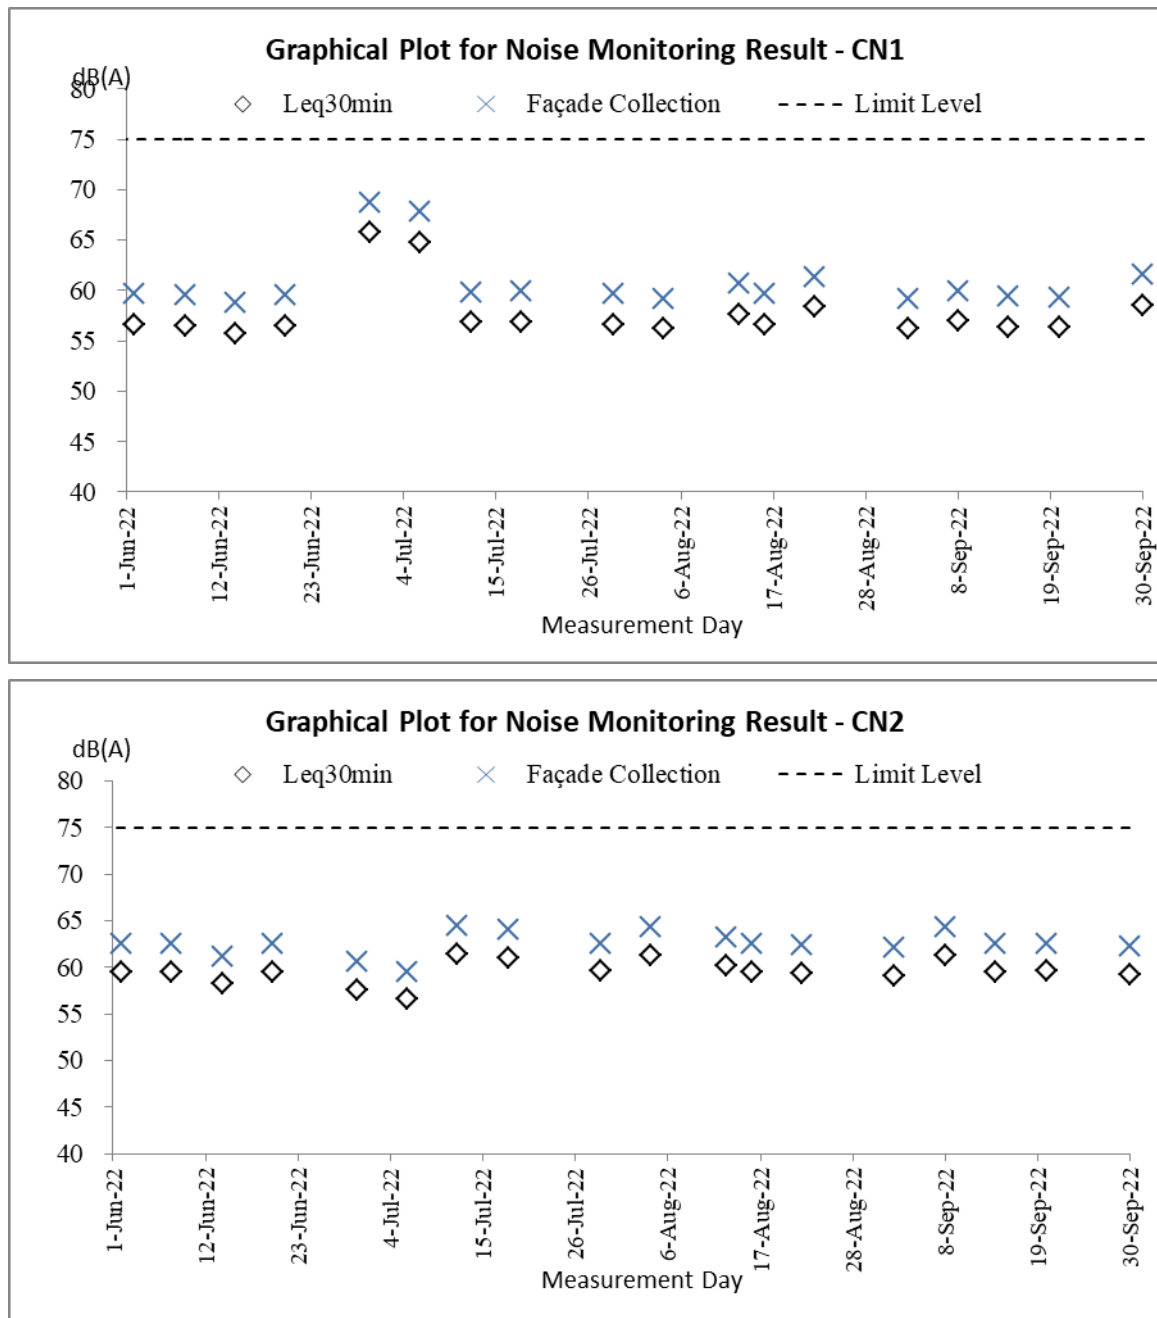 Graphical Plot for Noise Monitoring Result - CN1
dB(A)
Leq30min Façade Collection Limit Level
80
75
70
65
60
55
50
45
40
1-Jun-22 12-Jun-22 23-Jun-22 4-Jul-22 15-Jul-22 26-Jul-22 6-Aug-22 17-Aug-22 28-Aug-22 8-Sep-22 19-Sep-22 30-Sep-22
Measurement Day
Graphical Plot for Noise Monitoring Result - CN2
dB(A)
Leq30min Façade Collection Limit Level
80
75
70
65
60
55
50
45
40
1-Jun-22 12-Jun-22 23-Jun-22 4-Jul-22 15-Jul-22 26-Jul-22 6-Aug-22 17-Aug-22 28-Aug-22 8-Sep-22 19-Sep-22 30-Sep-22
Measurement Day